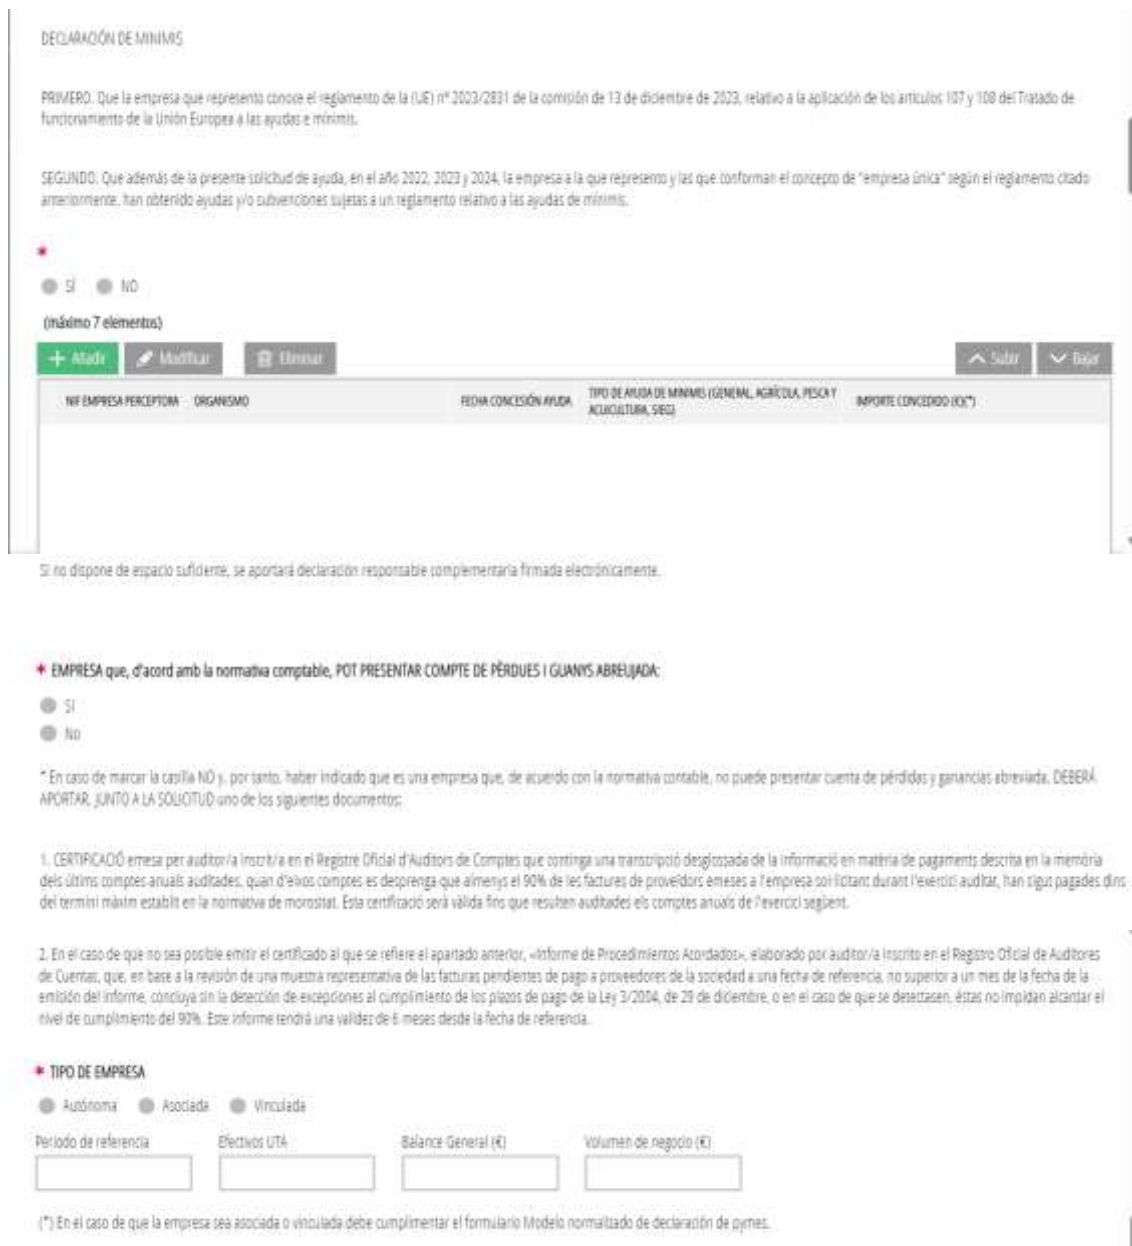 DECLARACIÓN DE MINIMIS
PRIMERO. Que la empresa que represento conoce el reglamento de la (UE) nº 2023/2831 de la comisión de 13 de diciembre de 2023, relativo a la aplicación de los artículos 107 y 108 del Tratado de
funcionamiento de la Unión Europea a las ayudas e minimis.
SEGUNDO. Que además de la presente solicitud de ayuda, en el año 2022, 2023 y 2024, la empresa a la que represento y las que conforman el concepto de "empresa única" según el reglamento citado
anteriormente, han obtenido ayudas y/o subvenciones sujetas a un reglamento relativo a las ayudas de minimis.
*
SÍ NO
(máximo 7 elementos)
+ Añadir Modificar Eliminar Subir Bajar
NIF EMPRESA PERCEPTORA ORGANISMO FECHA CONCESIÓN AYUDA TIPO DE AYUDA DE MINIMIS (GENERAL, AGRÍCOLA, PESCA Y IMPORTE CONCEDIDO (€)(*)
ACUICULTURA, SIEG)
Si no dispone de espacio suficiente, se aportará declaración responsable complementaria firmada electrónicamente.
* EMPRESA que, d'acord amb la normativa comptable, POT PRESENTAR COMPTE DE PÈRDUES I GUANYS ABREUJADA:
Sí
No
* En caso de marcar la casilla NO y, por tanto, haber indicado que es una empresa que, de acuerdo con la normativa contable, no puede presentar cuenta de pérdidas y ganancias abreviada, DEBERÁ
APORTAR, JUNTO A LA SOLICITUD uno de los siguientes documentos:
1. CERTIFICACIÓ emesa per auditor/a inscrit/a en el Registre Oficial d'Auditors de Comptes que continga una transcripció desglossada de la informació en matèria de pagaments descrita en la memòria
dels últims comptes anuals auditades, quan d'eixos comptes es desprenga que almenys el 90% de les factures de proveïdors emeses a l'empresa sol·licitant durant l'exercici auditat, han sigut pagades dins
del termini màxim establit en la normativa de morositat. Esta certificació serà vàlida fins que resulten auditades els comptes anuals de l'exercici següent.
2. En el caso de que no sea posible emitir el certificado al que se refiere el apartado anterior, «Informe de Procedimientos Acordados», elaborado por auditor/a inscrito en el Registro Oficial de Auditores
de Cuentas, que, en base a la revisión de una muestra representativa de las facturas pendientes de pago a proveedores de la sociedad a una fecha de referencia, no superior a un mes de la fecha de la
emisión del informe, concluya sin la detección de excepciones al cumplimiento de los plazos de pago de la Ley 3/2004, de 29 de diciembre, o en el caso de que se detectasen, éstas no impidan alcanzar el
nivel de cumplimiento del 90%. Este informe tendrá una validez de 6 meses desde la fecha de referencia.
* TIPO DE EMPRESA
Autónoma Asociada Vinculada
Periodo de referencia Efectivos UTA Balance General (€) Volumen de negocio (€)
(*) En el caso de que la empresa sea asociada o vinculada debe cumplimentar el formulario Modelo normalizado de declaración de pymes.